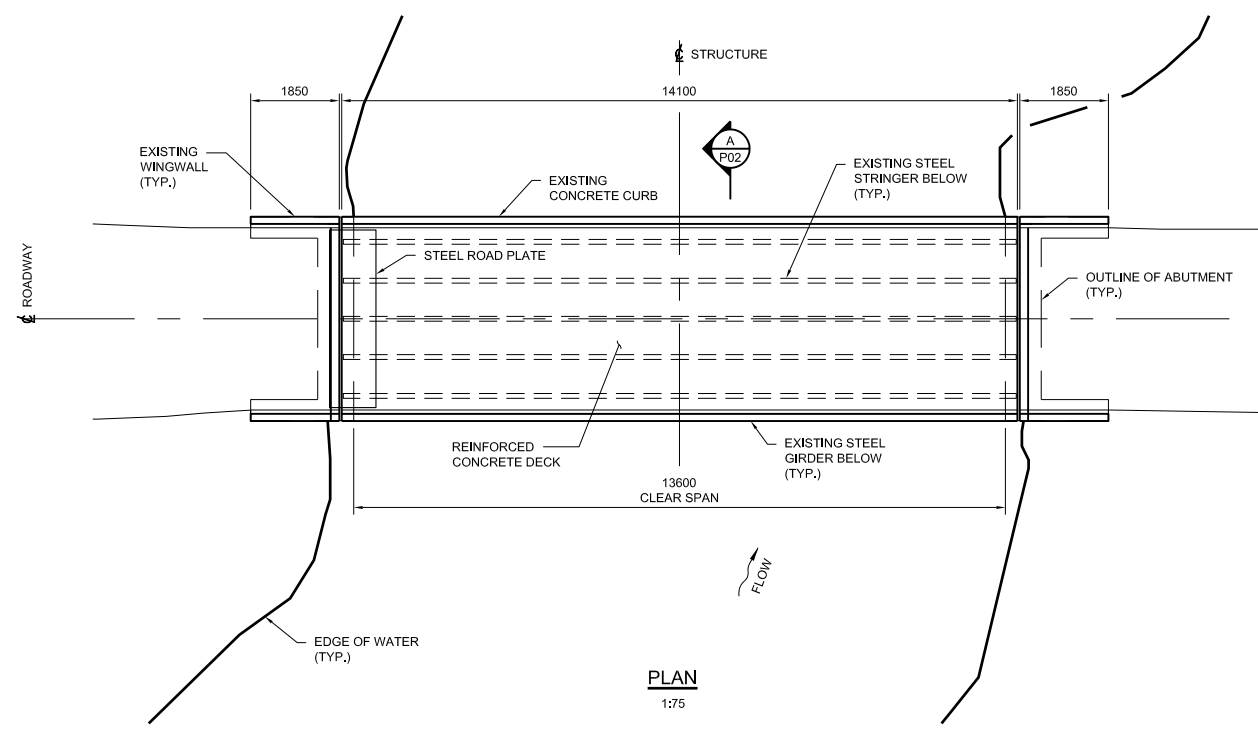 ℄ STRUCTURE
1850
14100
1850
A
P02
EXISTING
WINGWALL
(TYP.)
EXISTING
CONCRETE CURB
EXISTING STEEL
STRINGER BELOW
(TYP.)
℄ ROADWAY
STEEL ROAD PLATE
OUTLINE OF ABUTMENT
(TYP.)
REINFORCED
CONCRETE DECK
EXISTING STEEL
GIRDER BELOW
(TYP.)
13600
CLEAR SPAN
FLOW
EDGE OF WATER
(TYP.)
PLAN
1:75